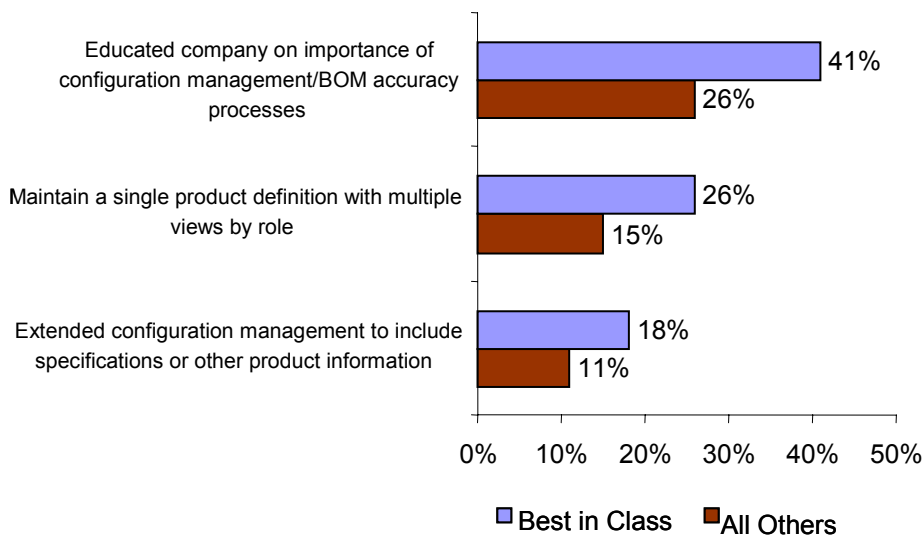 Educated company on importance of
configuration management/BOM accuracy
processes
41%
26%
Maintain a single product definition with multiple
views by role
26%
15%
Extended configuration management to include
specifications or other product information
18%
11%
0% 10% 20% 30% 40% 50%
Best in Class All Others